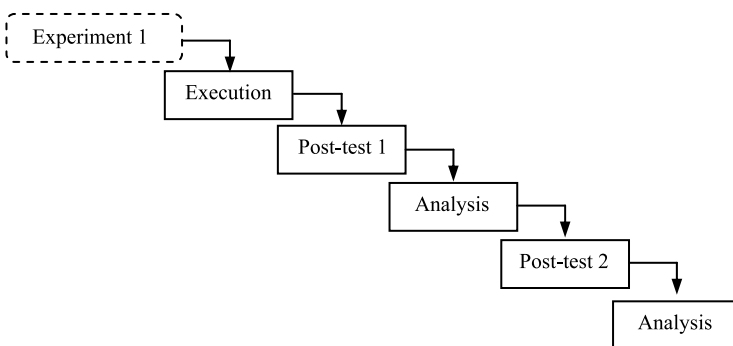 Experiment 1
Execution
Post-test 1
Analysis
Post-test 2
Analysis